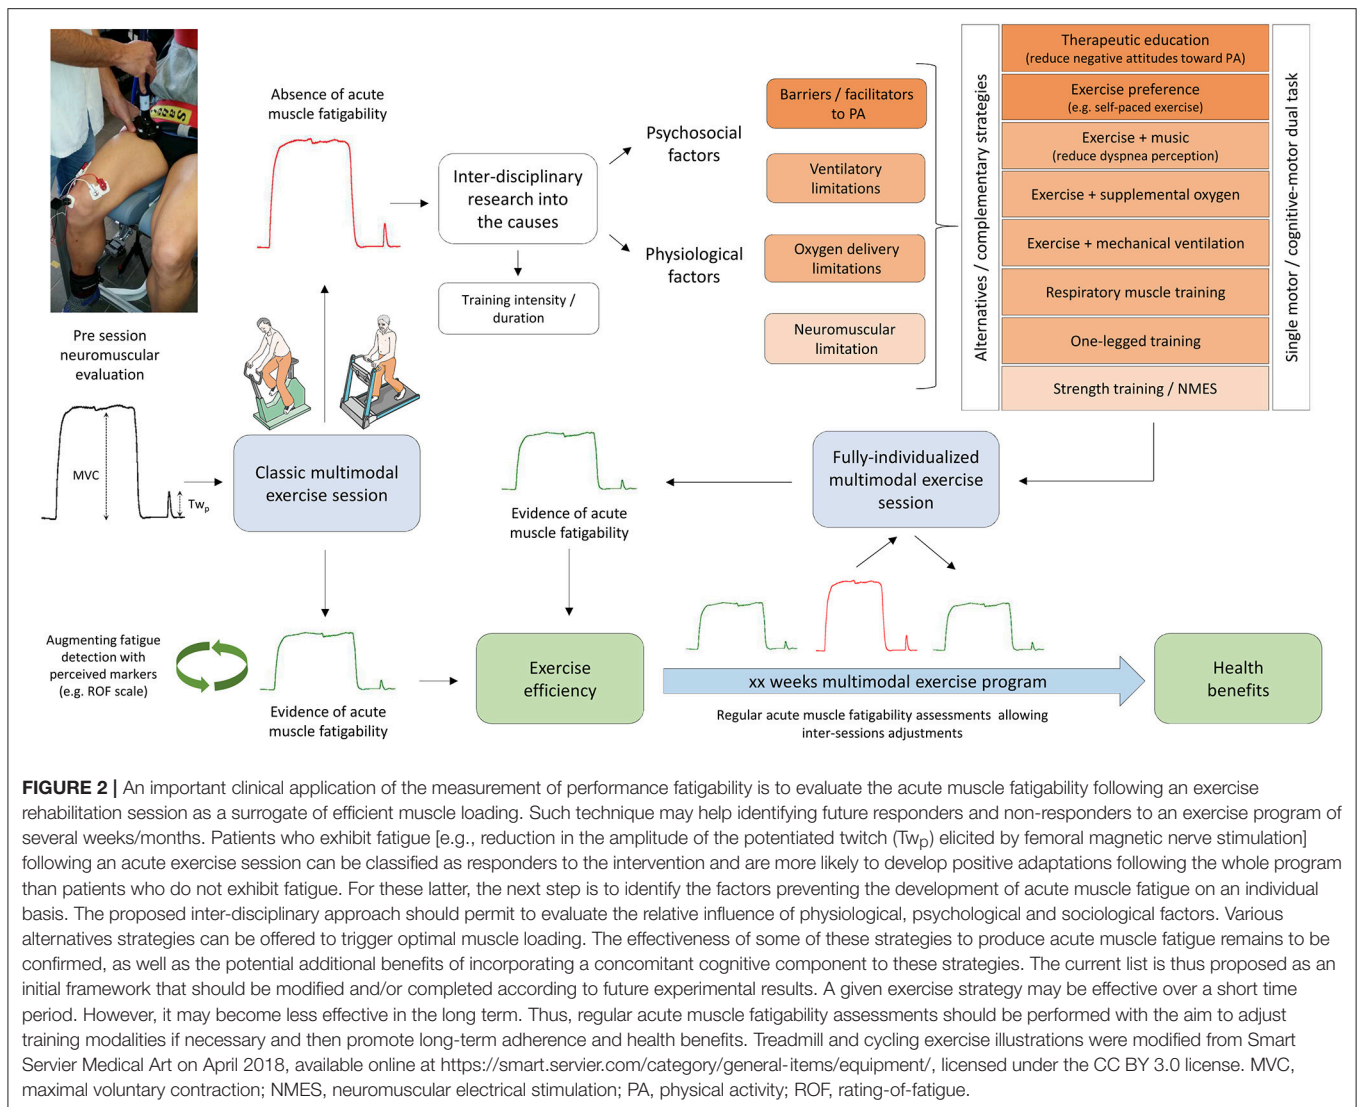 Absence of acute
muscle fatigability
Pre session
neuromuscular
evaluation
MVC
Twp
Classic multimodal
exercise session
Inter-disciplinary
research into
the causes
Training intensity /
duration
Psychosocial
factors
Physiological
factors
Barriers / facilitators
to PA
Ventilatory
limitations
Oxygen delivery
limitations
Neuromuscular
limitation
Alternatives / complementary strategies
Therapeutic education
(reduce negative attitudes toward PA)
Exercise preference
(e.g. self-paced exercise)
Exercise + music
(reduce dyspnea perception)
Exercise + supplemental oxygen
Exercise + mechanical ventilation
Respiratory muscle training
One-legged training
Strength training / NMES
Single motor / cognitive-motor dual task
Fully-individualized
multimodal exercise
session
Evidence of acute
muscle fatigability
Augmenting fatigue
detection with
perceived markers
(e.g. ROF scale)
Evidence of acute
muscle fatigability
Exercise
efficiency
xx weeks multimodal exercise program
Regular acute muscle fatigability assessments allowing
inter-sessions adjustments
Health
benefits
FIGURE 2 | An important clinical application of the measurement of performance fatigability is to evaluate the acute muscle fatigability following an exercise
rehabilitation session as a surrogate of efficient muscle loading. Such technique may help identifying future responders and non-responders to an exercise program of
several weeks/months. Patients who exhibit fatigue [e.g., reduction in the amplitude of the potentiated twitch (Twp) elicited by femoral magnetic nerve stimulation]
following an acute exercise session can be classified as responders to the intervention and are more likely to develop positive adaptations following the whole program
than patients who do not exhibit fatigue. For these latter, the next step is to identify the factors preventing the development of acute muscle fatigue on an individual
basis. The proposed inter-disciplinary approach should permit to evaluate the relative influence of physiological, psychological and sociological factors. Various
alternatives strategies can be offered to trigger optimal muscle loading. The effectiveness of some of these strategies to produce acute muscle fatigue remains to be
confirmed, as well as the potential additional benefits of incorporating a concomitant cognitive component to these strategies. The current list is thus proposed as an
initial framework that should be modified and/or completed according to future experimental results. A given exercise strategy may be effective over a short time
period. However, it may become less effective in the long term. Thus, regular acute muscle fatigability assessments should be performed with the aim to adjust
training modalities if necessary and then promote long-term adherence and health benefits. Treadmill and cycling exercise illustrations were modified from Smart
Servier Medical Art on April 2018, available online at https://smart.servier.com/category/general-items/equipment/, licensed under the CC BY 3.0 license. MVC,
maximal voluntary contraction; NMES, neuromuscular electrical stimulation; PA, physical activity; ROF, rating-of-fatigue.